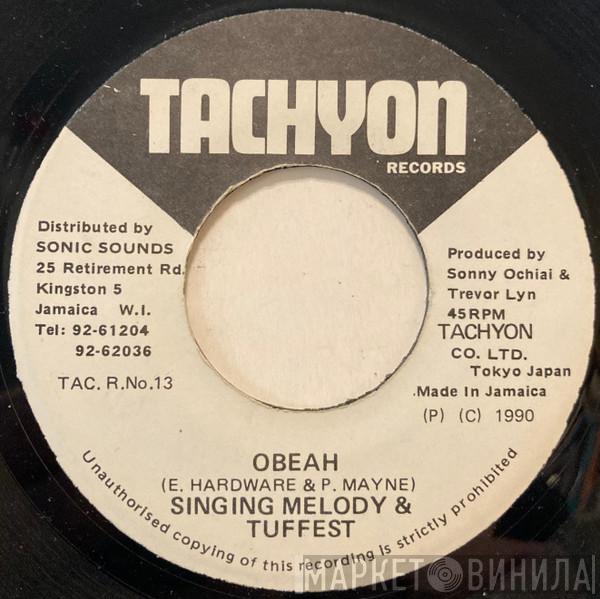 TACHYON
RECORDS
Distributed by
SONIC SOUNDS
25 Retirement Rd.
Kingston 5
Jamaica W.I.
Tel: 92-61204
92-62036
TAC. R.No.13
Produced by
Sonny Ochiai &
Trevor Lyn
45RPM
TACHYON
CO. LTD.
Tokyo Japan
Made In Jamaica
(P) (C) 1990
OBEAH
(E. HARDWARE & P. MAYNE)
SINGING MELODY &
TUFFEST
Unauthorised copying of this recording is strictly prohibited
МАРКЕТ ВИНИЛА